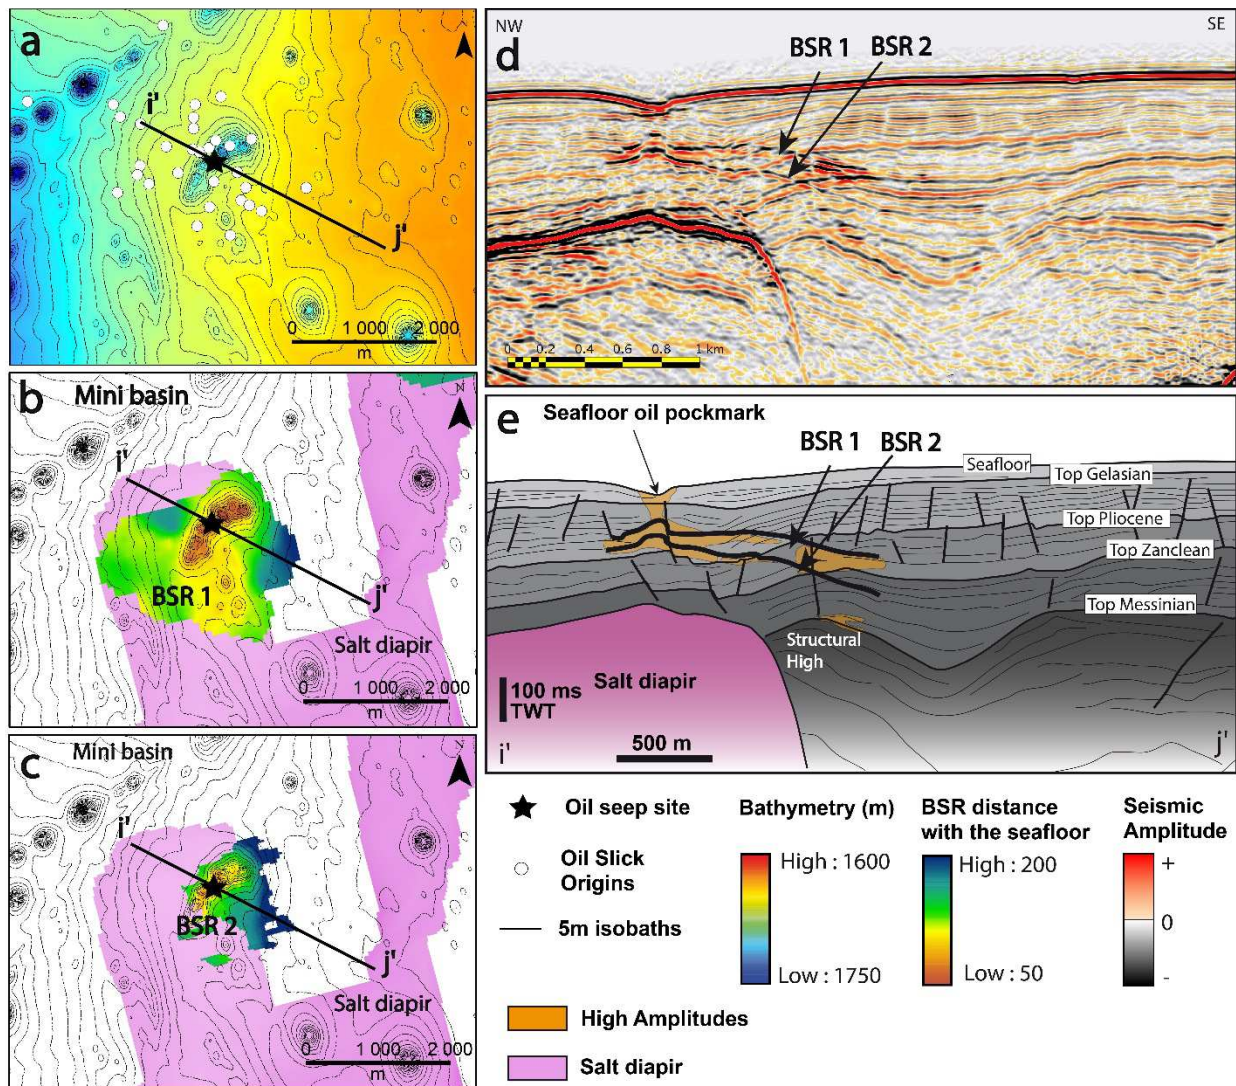 a
i'
j'
0 1 000 2 000
m
b
Mini basin
N
i'
BSR 1
j'
Salt diapir
0 1 000 2 000
m
c
Mini basin
N
i'
BSR 2
j'
Salt diapir
0 1 000 2 000
m
NW
SE
d
BSR 1
BSR 2
0 0.2 0.4 0.6 0.8 1 km
e
Seafloor oil pockmark
BSR 1
BSR 2
Seafloor
Top Gelasian
Top Pliocene
Top Zanclean
Top Messinian
Structural
High
Salt diapir
100 ms
TWT
500 m
i'
j'
Oil seep site
Oil Slick
Origins
5m isobaths
High Amplitudes
Salt diapir
Bathymetry (m)
High : 1600
Low : 1750
BSR distance
with the seafloor
High : 200
Low : 50
Seismic
Amplitude
+
0
-